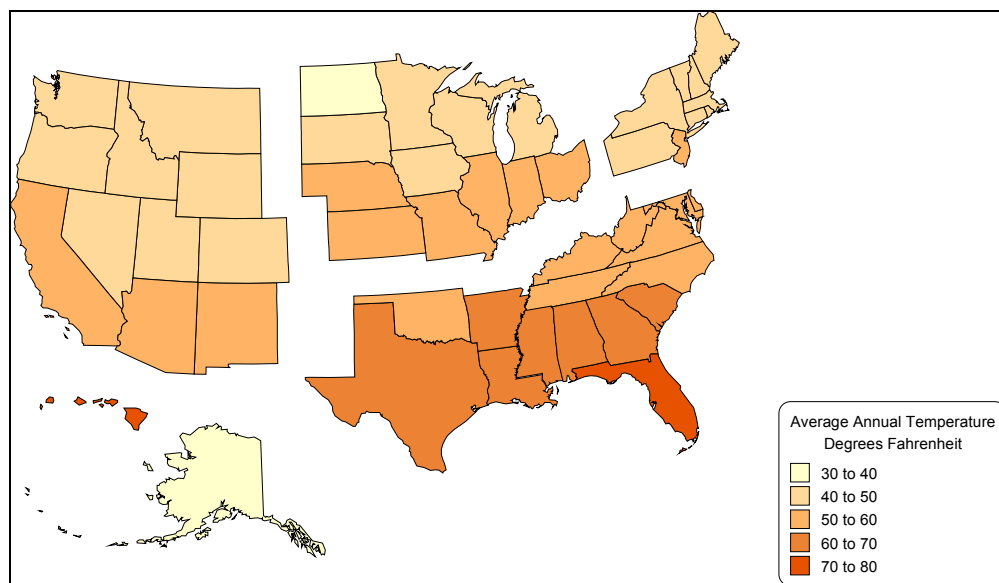 Average Annual Temperature
Degrees Fahrenheit
30 to 40
40 to 50
50 to 60
60 to 70
70 to 80